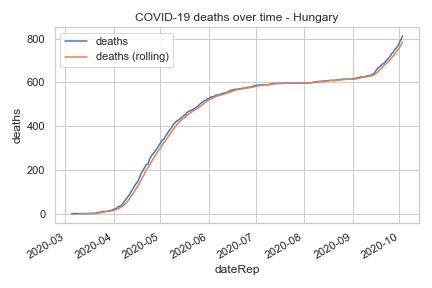 COVID-19 deaths over time - Hungary
deaths
deaths (rolling)
deaths
800
600
400
200
0
2020-03
2020-04
2020-05
2020-06
2020-07
2020-08
2020-09
2020-10
dateRep